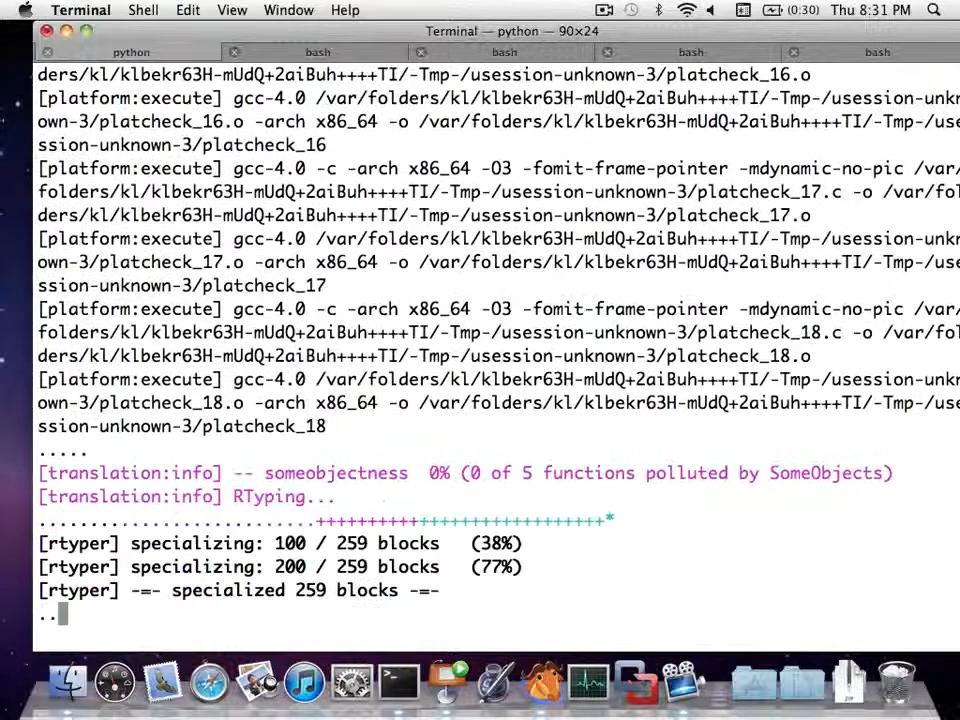 Terminal Shell Edit View Window Help (0:30) Thu 8:31 PM
Terminal — python — 90×24
python bash bash bash bash
ders/kl/klbekr63H-mUdQ+2aiBuh++++TI/-Tmp-/usession-unknown-3/platcheck_16.o
[platform:execute] gcc-4.0 /var/folders/kl/klbekr63H-mUdQ+2aiBuh++++TI/-Tmp-/usession-unkn
own-3/platcheck_16.o -arch x86_64 -o /var/folders/kl/klbekr63H-mUdQ+2aiBuh++++TI/-Tmp-/use
ssion-unknown-3/platcheck_16
[platform:execute] gcc-4.0 -c -arch x86_64 -O3 -fomit-frame-pointer -mdynamic-no-pic /var/
folders/kl/klbekr63H-mUdQ+2aiBuh++++TI/-Tmp-/usession-unknown-3/platcheck_17.c -o /var/fol
ders/kl/klbekr63H-mUdQ+2aiBuh++++TI/-Tmp-/usession-unknown-3/platcheck_17.o
[platform:execute] gcc-4.0 /var/folders/kl/klbekr63H-mUdQ+2aiBuh++++TI/-Tmp-/usession-unkn
own-3/platcheck_17.o -arch x86_64 -o /var/folders/kl/klbekr63H-mUdQ+2aiBuh++++TI/-Tmp-/use
ssion-unknown-3/platcheck_17
[platform:execute] gcc-4.0 -c -arch x86_64 -O3 -fomit-frame-pointer -mdynamic-no-pic /var/
folders/kl/klbekr63H-mUdQ+2aiBuh++++TI/-Tmp-/usession-unknown-3/platcheck_18.c -o /var/fol
ders/kl/klbekr63H-mUdQ+2aiBuh++++TI/-Tmp-/usession-unknown-3/platcheck_18.o
[platform:execute] gcc-4.0 /var/folders/kl/klbekr63H-mUdQ+2aiBuh++++TI/-Tmp-/usession-unkn
own-3/platcheck_18.o -arch x86_64 -o /var/folders/kl/klbekr63H-mUdQ+2aiBuh++++TI/-Tmp-/use
ssion-unknown-3/platcheck_18
.....
[translation:info] -- someobjectness  0% (0 of 5 functions polluted by SomeObjects)
[translation:info] RTyping...
...........................++++++++++++++++++++++++++++*
[rtyper] specializing: 100 / 259 blocks   (38%)
[rtyper] specializing: 200 / 259 blocks   (77%)
[rtyper] -=- specialized 259 blocks -=-
..